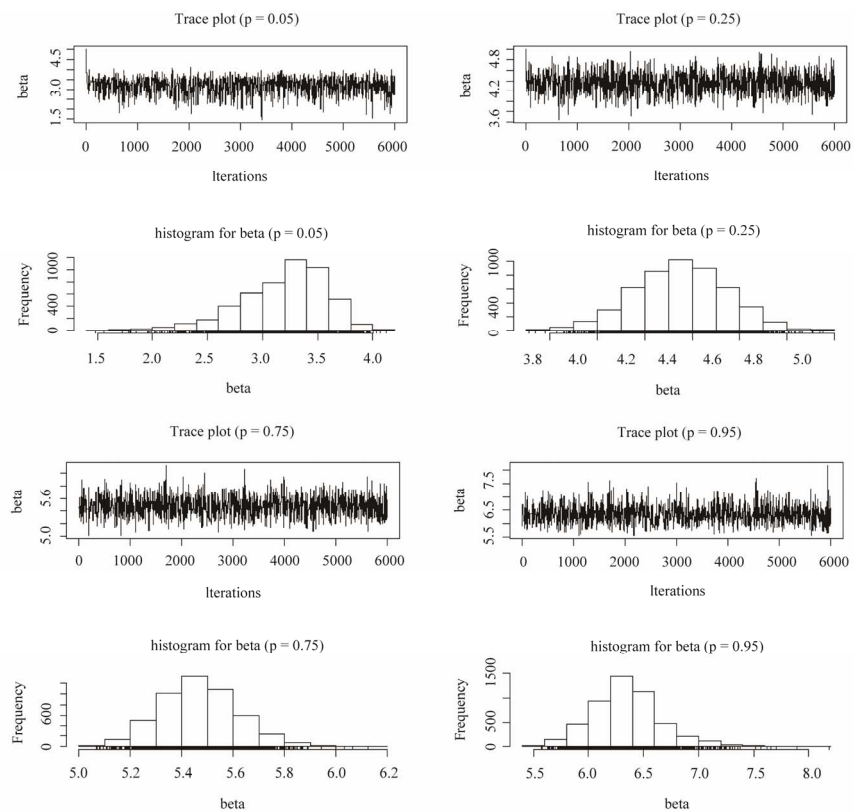 Trace plot (p = 0.05)
beta
1.5 3.0 4.5
0 1000 2000 3000 4000 5000 6000
Iterations
Trace plot (p = 0.25)
beta
3.6 4.2 4.8
0 1000 2000 3000 4000 5000 6000
Iterations
histogram for beta (p = 0.05)
Frequency
0 400 1000
1.5 2.0 2.5 3.0 3.5 4.0
beta
histogram for beta (p = 0.25)
Frequency
0 400 1000
3.8 4.0 4.2 4.4 4.6 4.8 5.0
beta
Trace plot (p = 0.75)
beta
5.0 5.6
0 1000 2000 3000 4000 5000 6000
Iterations
Trace plot (p = 0.95)
beta
5.5 6.5 7.5
0 1000 2000 3000 4000 5000 6000
Iterations
histogram for beta (p = 0.75)
Frequency
0 600
5.0 5.2 5.4 5.6 5.8 6.0 6.2
beta
histogram for beta (p = 0.95)
Frequency
0 500 1500
5.5 6.0 6.5 7.0 7.5 8.0
beta